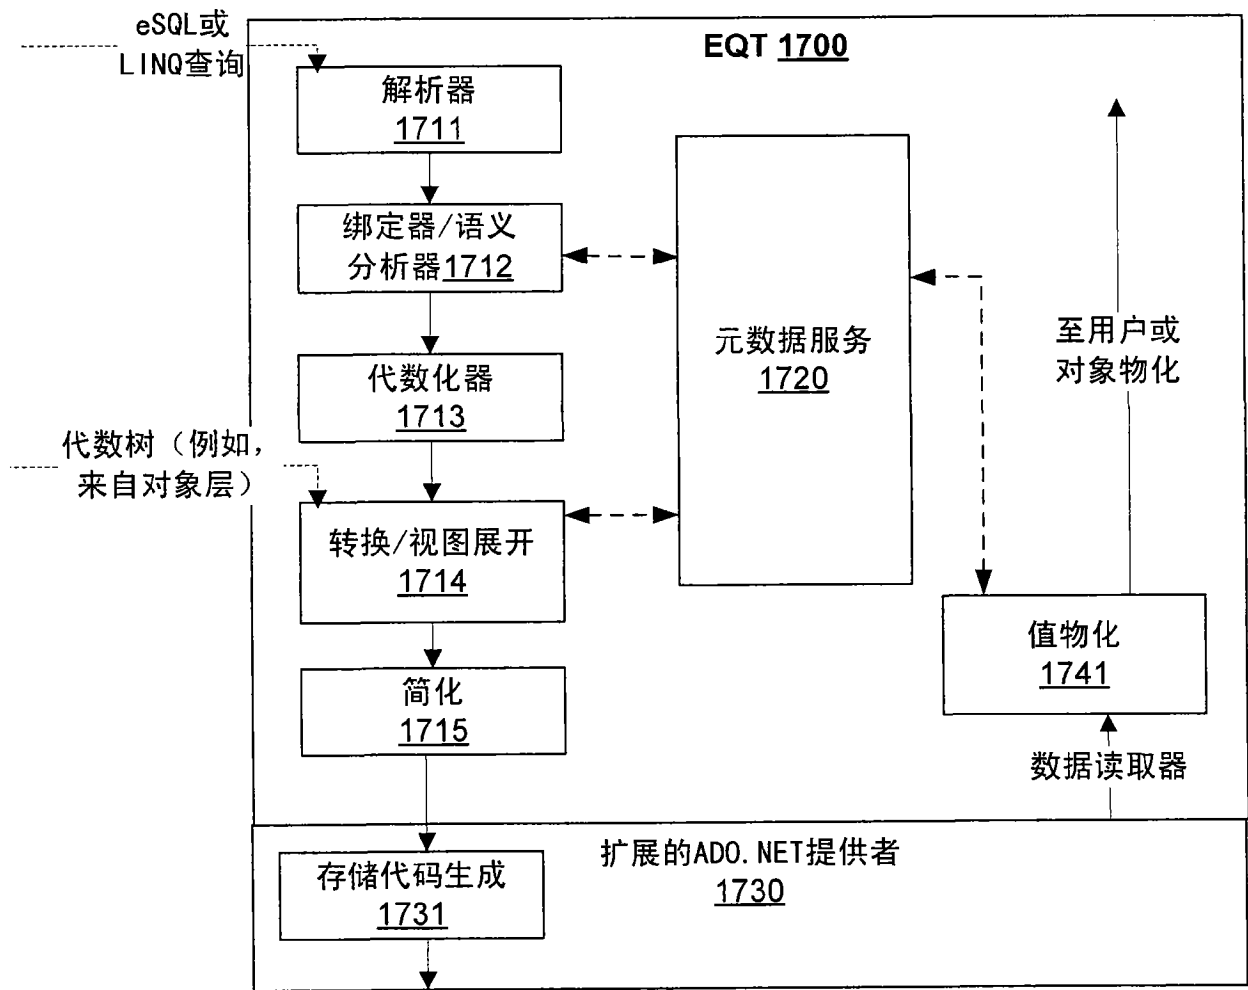 eSQL或
LINQ查询
EQT 1700
解析器
1711
绑定器/语义
分析器1712
元数据服务
1720
至用户或
对象物化
代数化器
1713
代数树（例如，
来自对象层）
转换/视图展开
1714
值物化
1741
简化
1715
数据读取器
扩展的ADO.NET提供者
1730
存储代码生成
1731